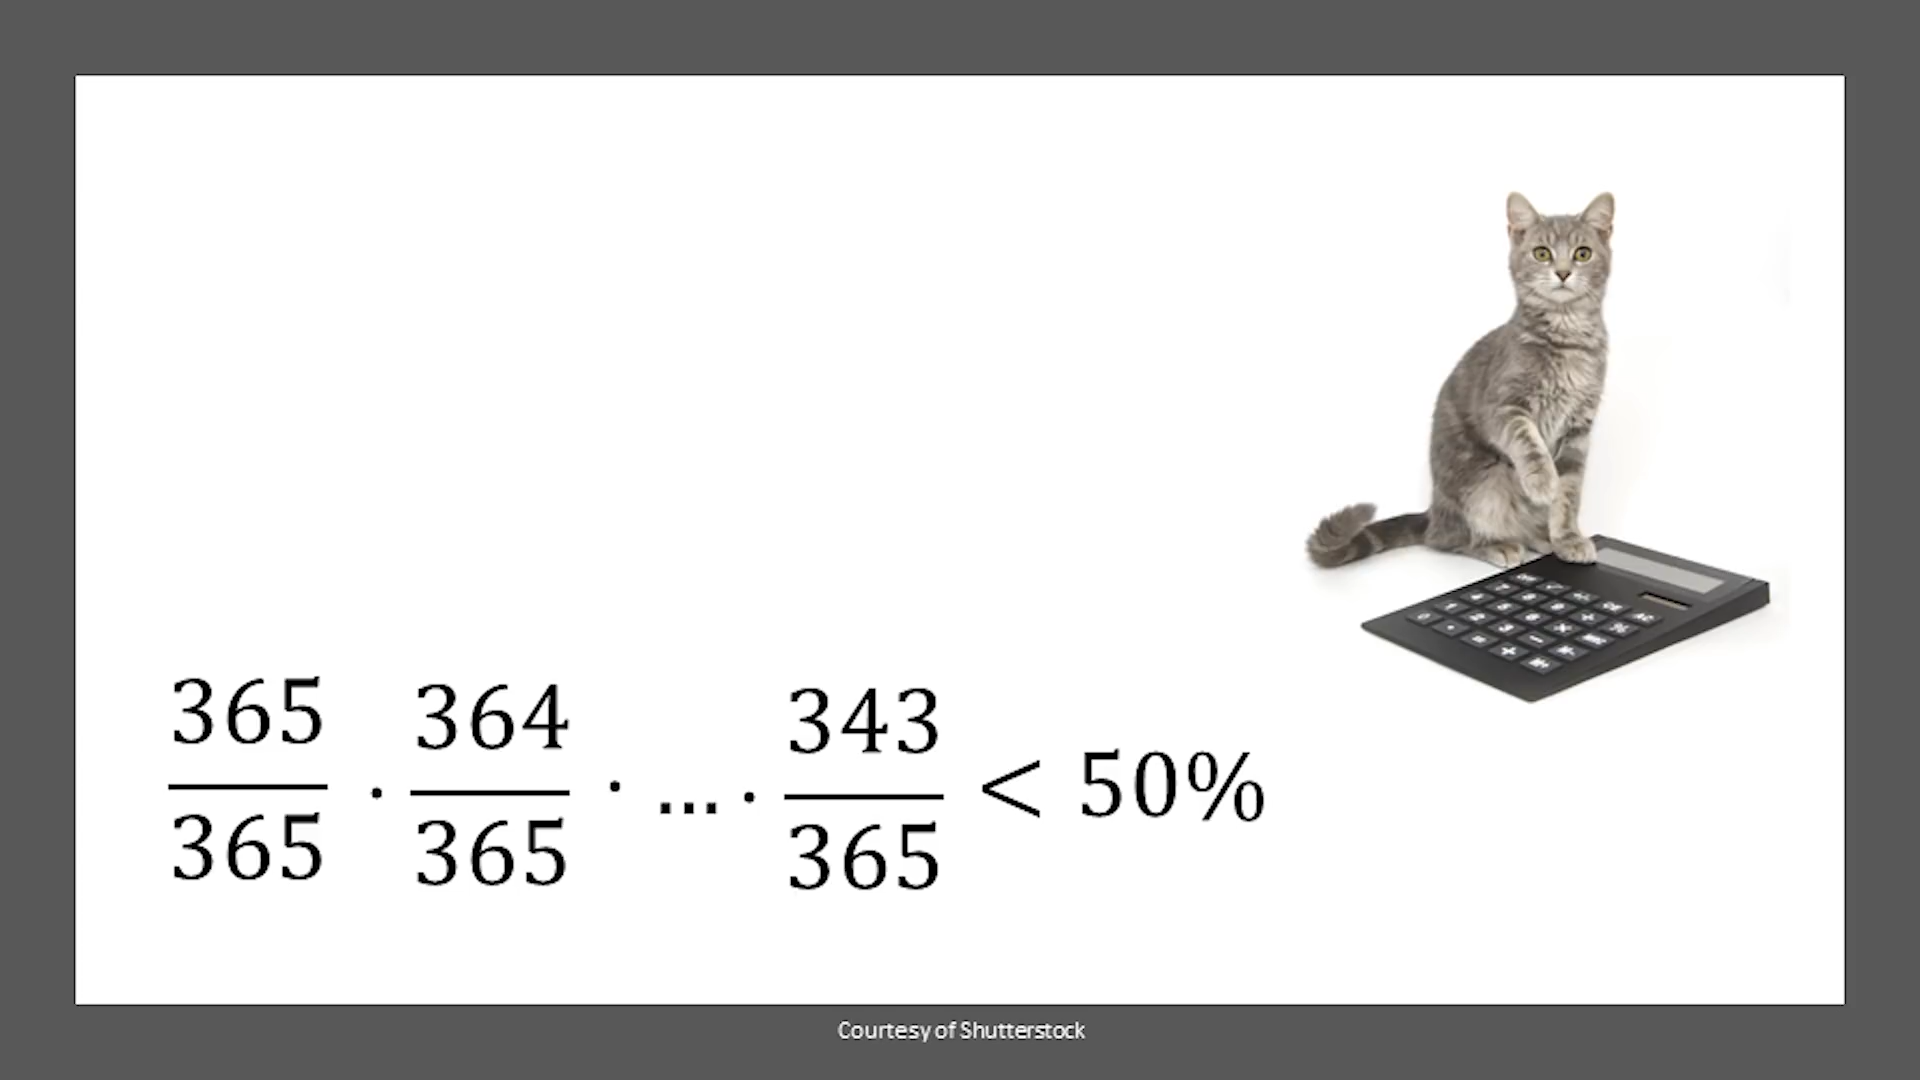 365/365 · 364/365 · ... · 343/365 < 50%
Courtesy of Shutterstock